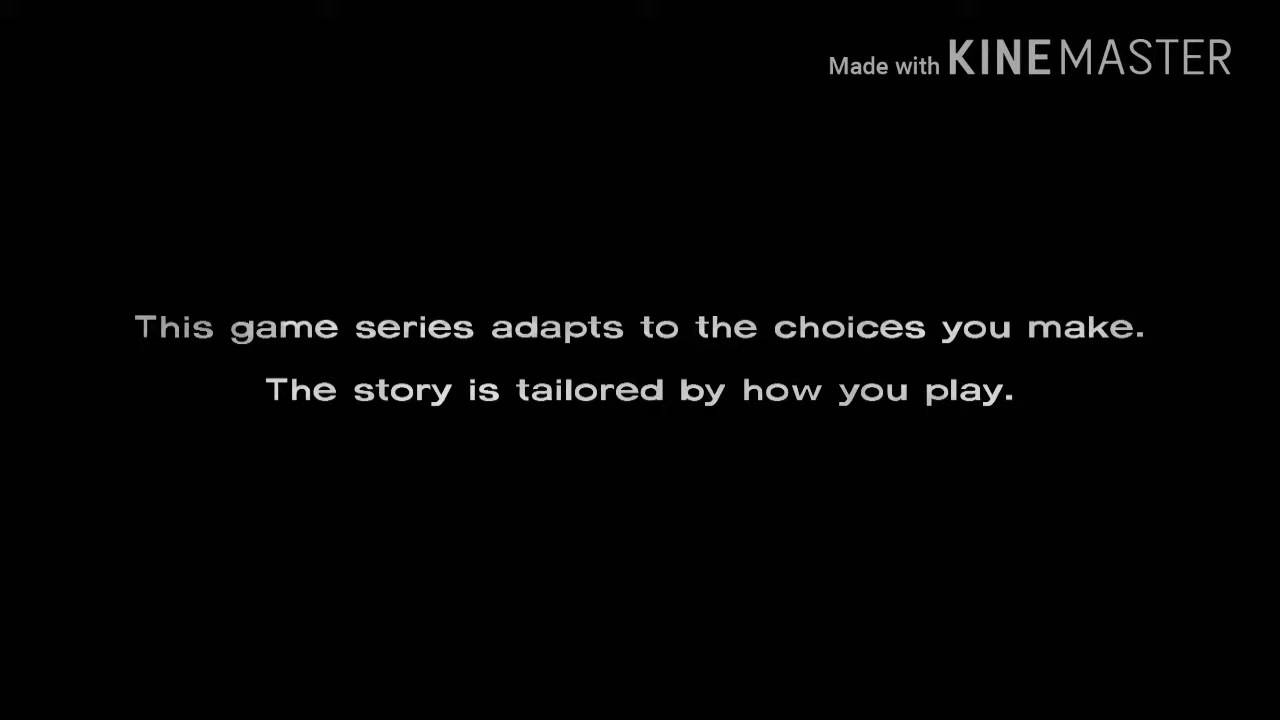 Made with KINEMASTER
This game series adapts to the choices you make.
The story is tailored by how you play.